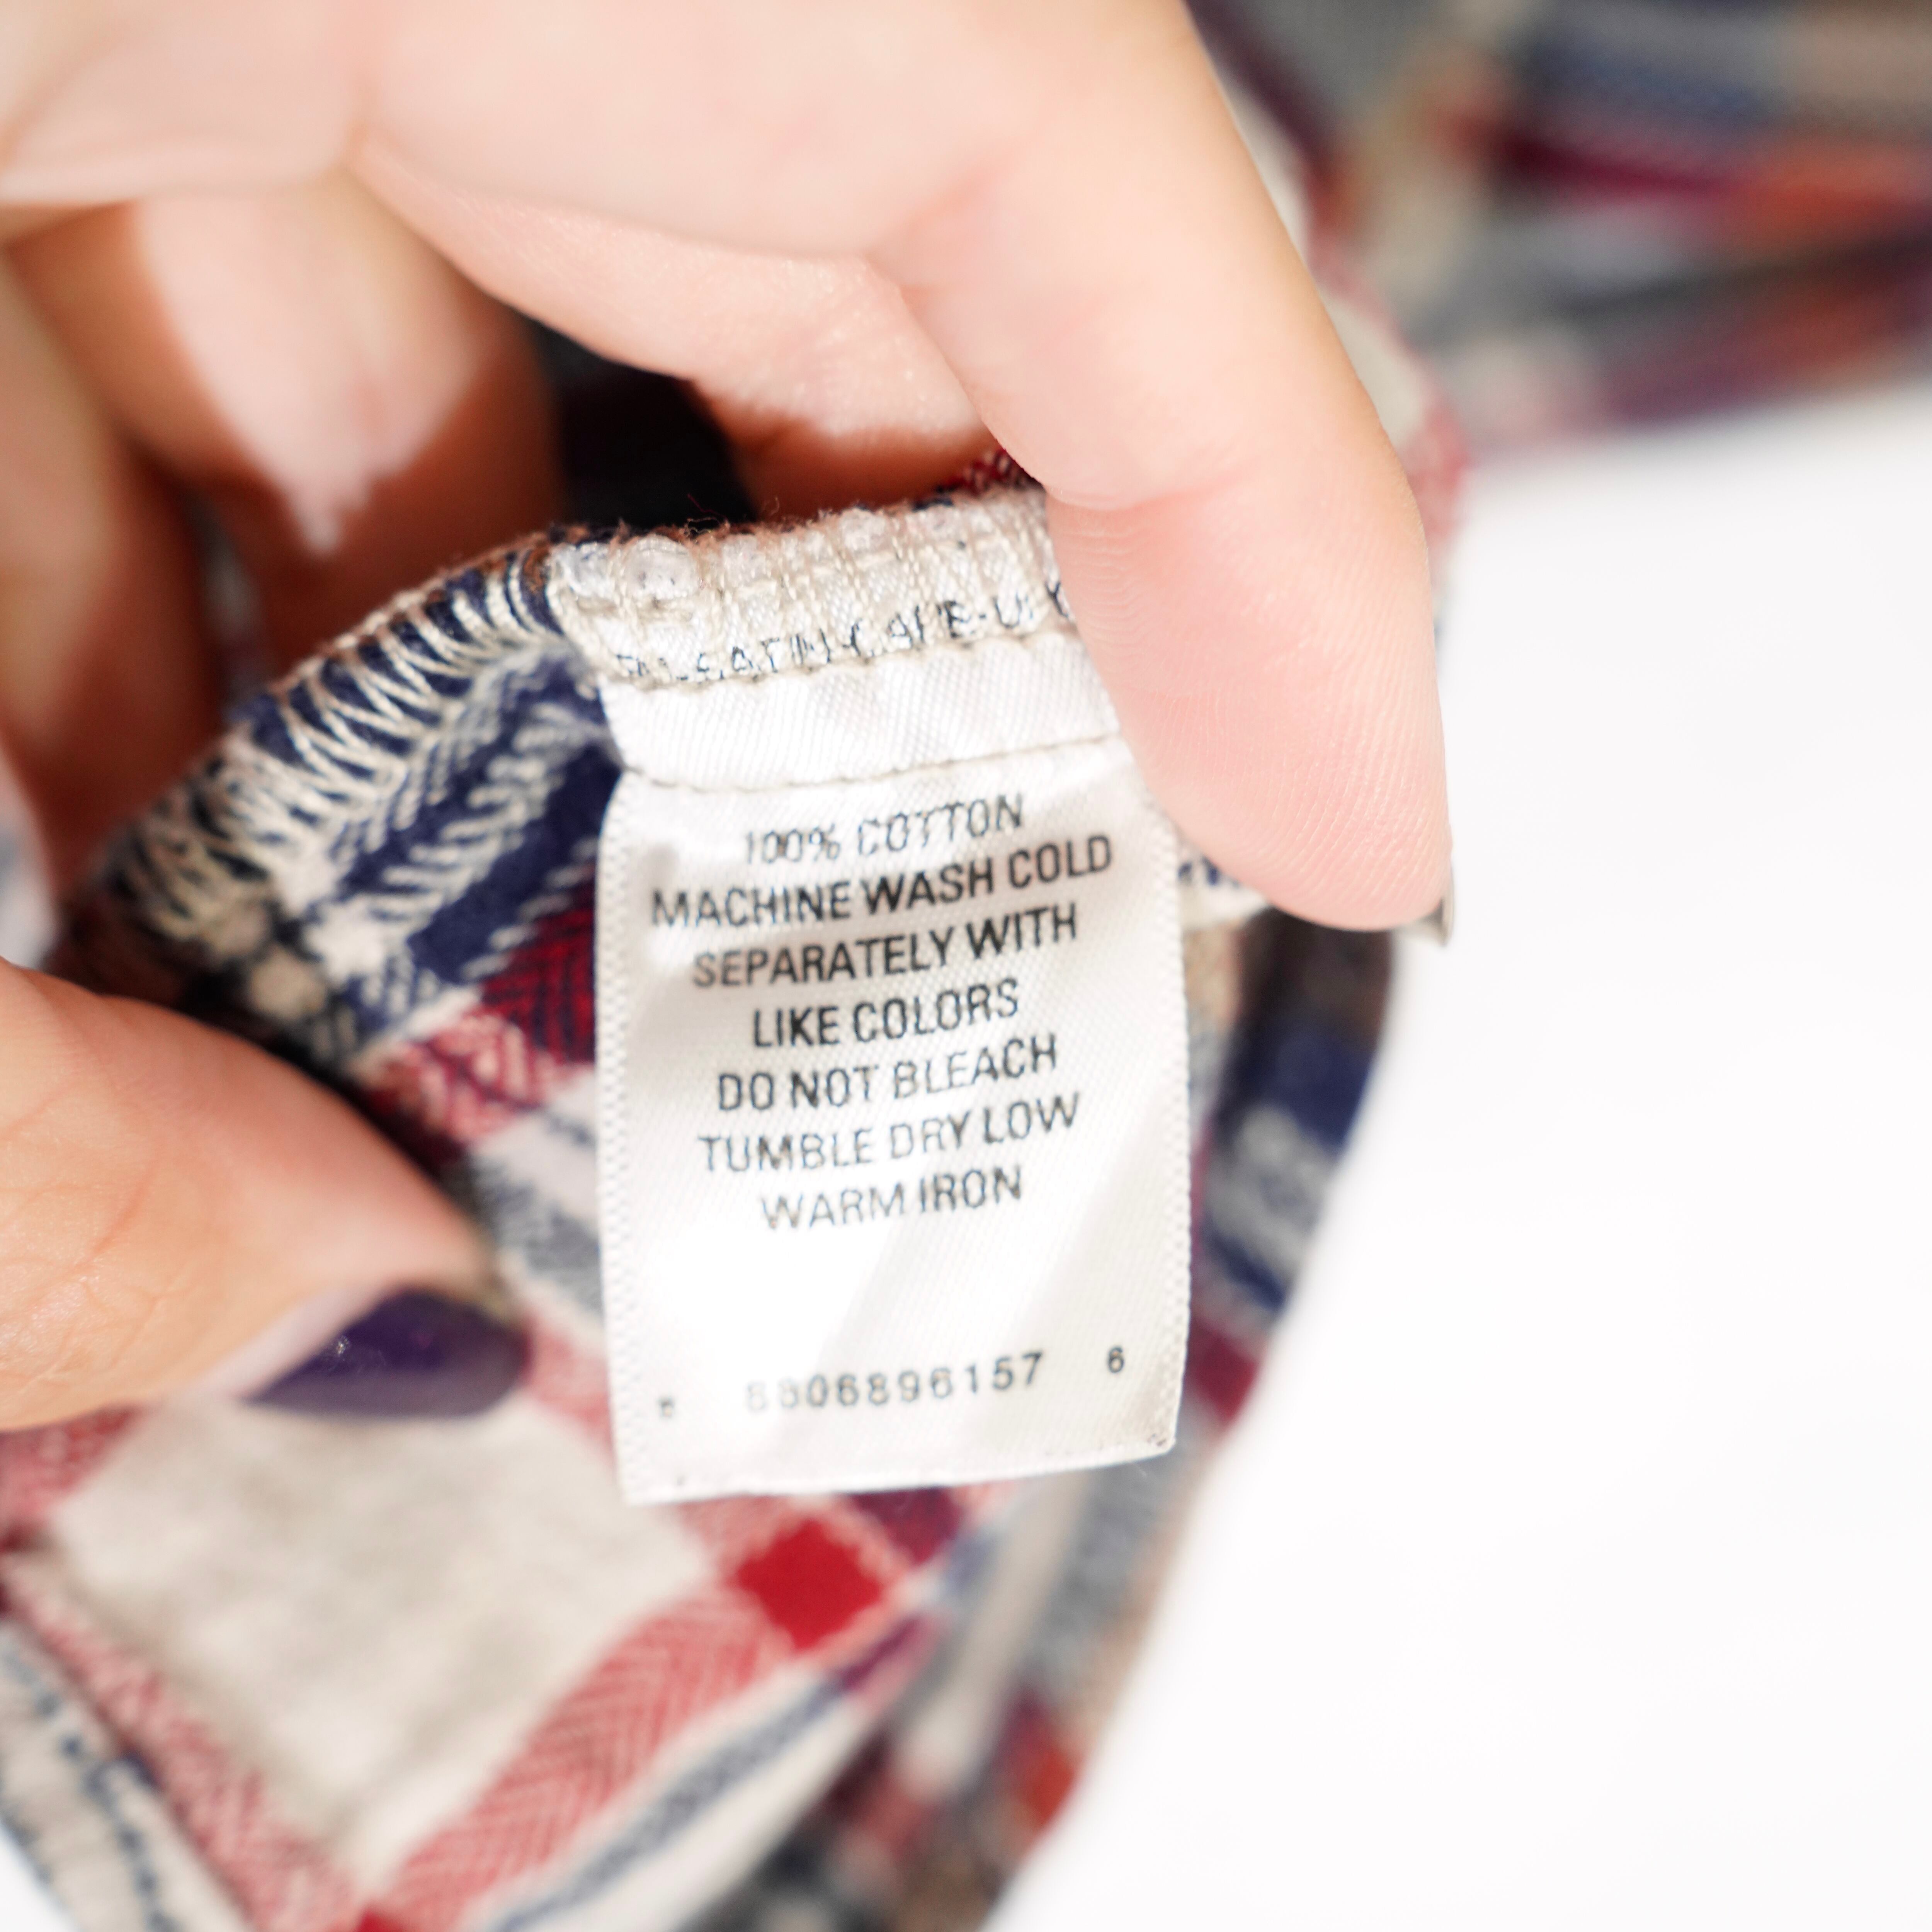 100% COTTON
MACHINE WASH COLD
SEPARATELY WITH
LIKE COLORS
DO NOT BLEACH
TUMBLE DRY LOW
WARM IRON
8806896157 6